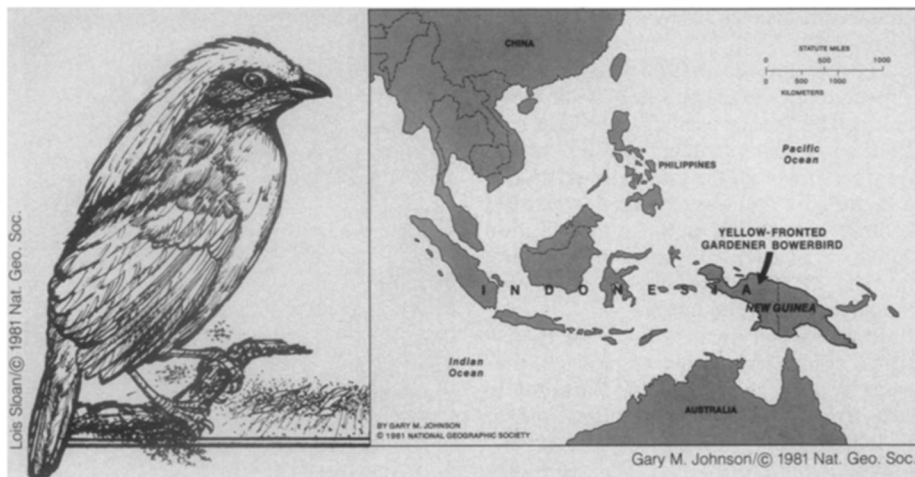 Lois Sloan/© 1981 Nat. Geo. Soc.
CHINA
STATUTE MILES
0 500 1000
0 500 1000
KILOMETERS
Pacific
Ocean
PHILIPPINES
YELLOW-FRONTED
GARDENER BOWERBIRD
INDONESIA
NEW GUINEA
Indian
Ocean
AUSTRALIA
BY GARY M. JOHNSON
© 1981 NATIONAL GEOGRAPHIC SOCIETY
Gary M. Johnson/© 1981 Nat. Geo. Soc.